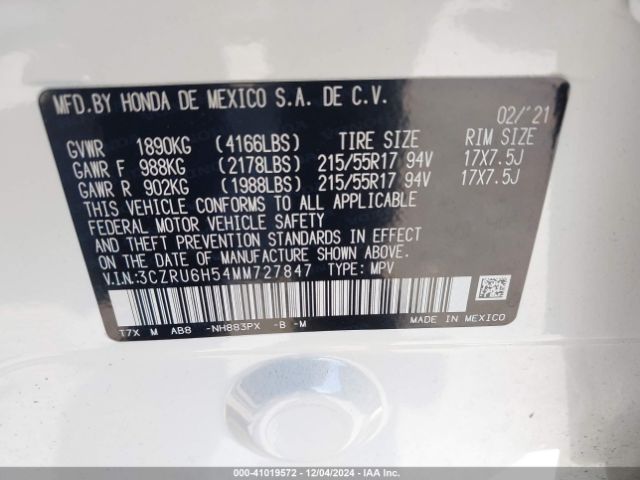 MFD.BY HONDA DE MEXICO S.A. DE C.V.
02/'21
GVWR 1890KG (4166LBS) TIRE SIZE RIM SIZE
GAWR F 988KG (2178LBS) 215/55R17 94V 17X7.5J
GAWR R 902KG (1988LBS) 215/55R17 94V 17X7.5J
THIS VEHICLE CONFORMS TO ALL APPLICABLE
FEDERAL MOTOR VEHICLE SAFETY
AND THEFT PREVENTION STANDARDS IN EFFECT
ON THE DATE OF MANUFACTURE SHOWN ABOVE.
V.I.N:3CZRU6H54MM727847 TYPE: MPV
T7X M AB8 -NH883PX -B -M
MADE IN MEXICO
000-41019572 - 12/04/2024 - IAA Inc.